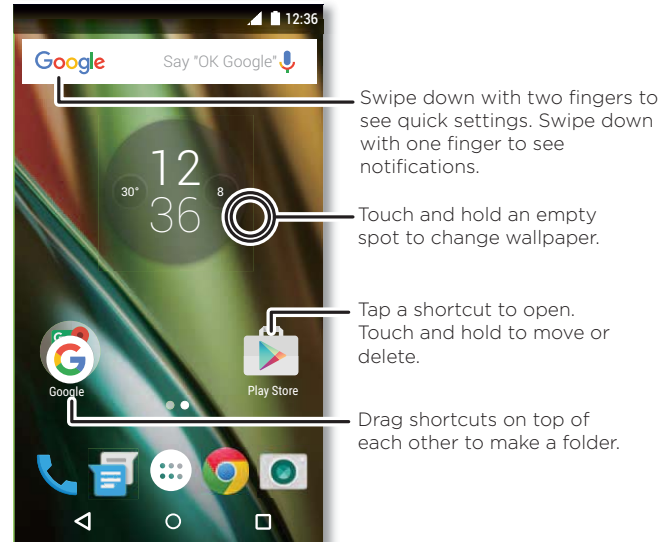 12:36
Google Say "OK Google"
Swipe down with two fingers to
see quick settings. Swipe down
with one finger to see
notifications.
12
30° 8
36
Touch and hold an empty
spot to change wallpaper.
Tap a shortcut to open.
Touch and hold to move or
delete.
G
Google Play Store
Drag shortcuts on top of
each other to make a folder.